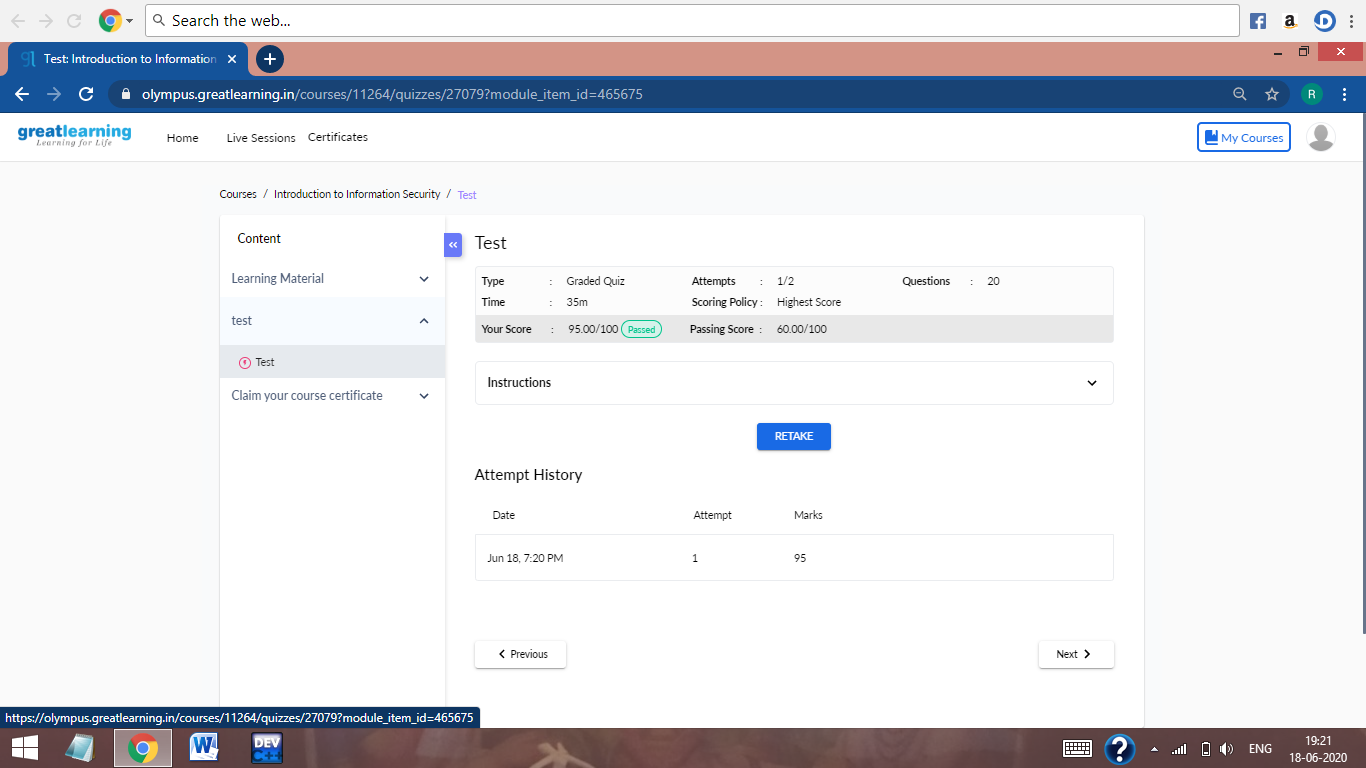 Search the web...
Test: Introduction to Information
olympus.greatlearning.in/courses/11264/quizzes/27079?module_item_id=465675
R
greatlearning
Learning for Life
Home Live Sessions Certificates My Courses
Courses / Introduction to Information Security / Test
Content
Learning Material
test
Test
Claim your course certificate
Test
Type : Graded Quiz Attempts : 1/2 Questions : 20
Time : 35m Scoring Policy : Highest Score
Your Score : 95.00/100 Passed Passing Score : 60.00/100
Instructions
RETAKE
Attempt History
Date Attempt Marks
Jun 18, 7:20 PM 1 95
Previous Next
https://olympus.greatlearning.in/courses/11264/quizzes/27079?module_item_id=465675
DEV
C++
ENG
19:21
18-06-2020